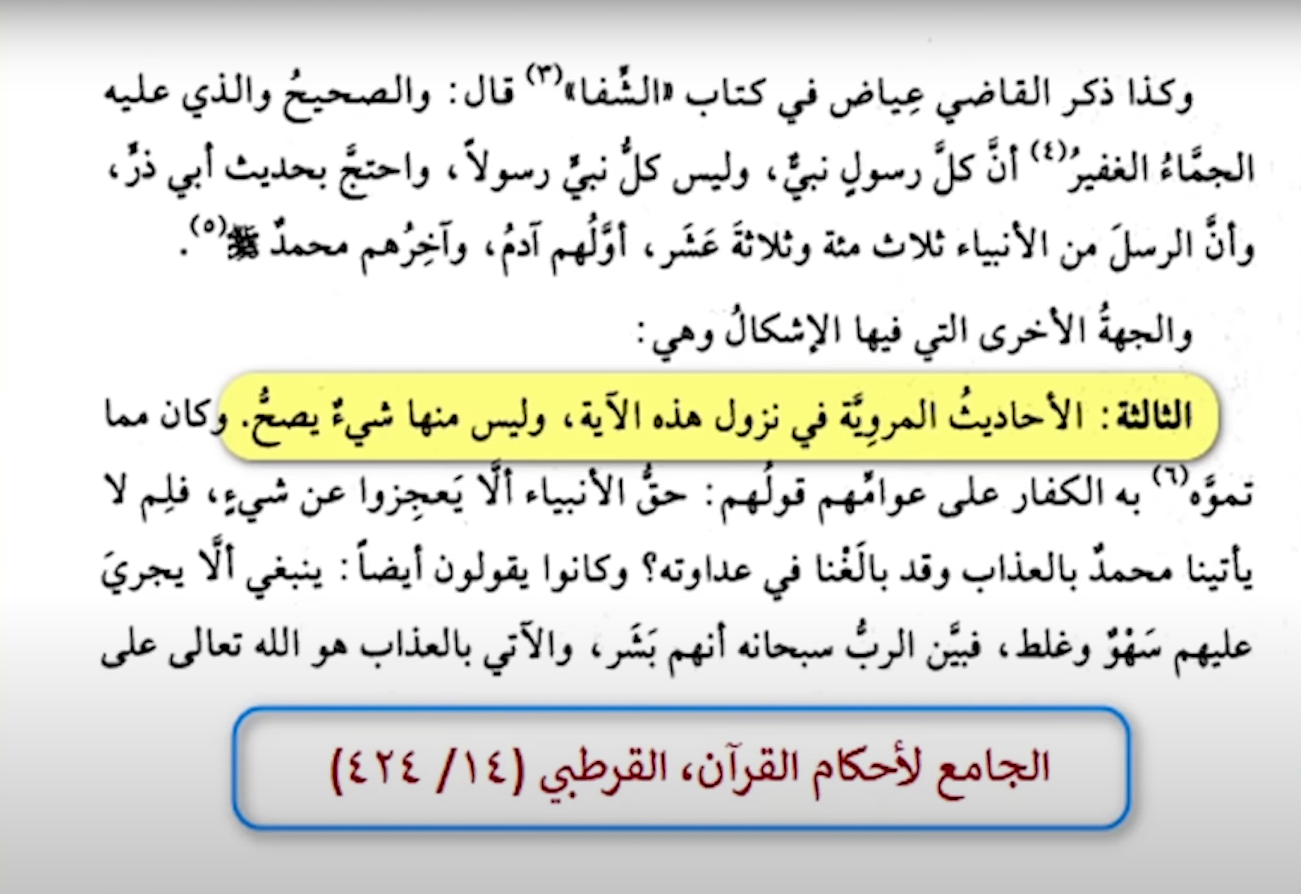 وكذا ذكر القاضي عِياض في كتاب «الشِّفا»(٣) قال: والصحيحُ والذي عليه
الجمَّاءُ الغفيرُ(٤) أنَّ كلَّ رسولٍ نبيٌّ، وليس كلُّ نبيٍّ رسولاً، واحتجَّ بحديث أبي ذرٍّ،
وأنَّ الرسلَ من الأنبياء ثلاث مئة وثلاثةَ عَشَر، أوَّلُهم آدمُ، وآخِرُهم محمدٌ ﷺ(٥).
والجهةُ الأخرى التي فيها الإشكالُ وهي:
الثالثة: الأحاديثُ المرويَّة في نزول هذه الآية، وليس منها شيءٌ يصحُّ. وكان مما
تموَّه(٦) به الكفار على عوامِّهم قولُهم: حقُّ الأنبياء ألَّا يَعجِزوا عن شيءٍ، فلِم لا
يأتينا محمدٌ بالعذاب وقد بالَغْنا في عداوته؟ وكانوا يقولون أيضاً: ينبغي ألَّا يجريَ
عليهم سَهْوٌ وغلط، فبيَّن الربُّ سبحانه أنهم بَشَر، والآتي بالعذاب هو الله تعالى على
الجامع لأحكام القرآن، القرطبي (١٤/ ٤٢٤)